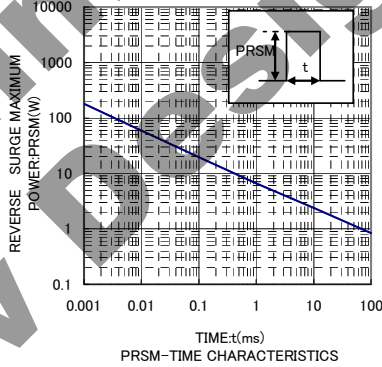 10000
1000
100
10
1
0.1
REVERSE SURGE MAXIMUM
POWER:PRSM(W)
PRSM
t
0.001 0.01 0.1 1 10 100
TIME:t(ms)
PRSM-TIME CHARACTERISTICS